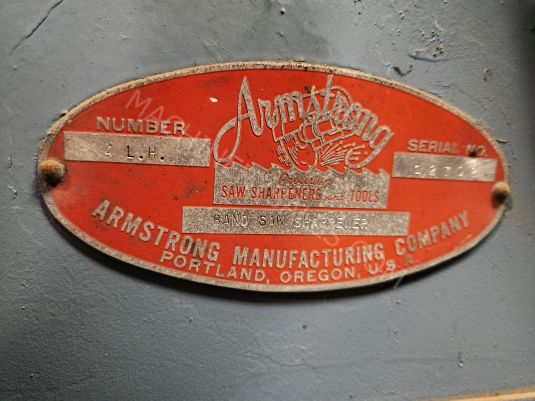 Armstrong
NUMBER
4 L.H.
SERIAL NO.
SAW SHARPENERS and TOOLS
BAND SAW SHARPENER
ARMSTRONG MANUFACTURING COMPANY
PORTLAND, OREGON, U.S.A.